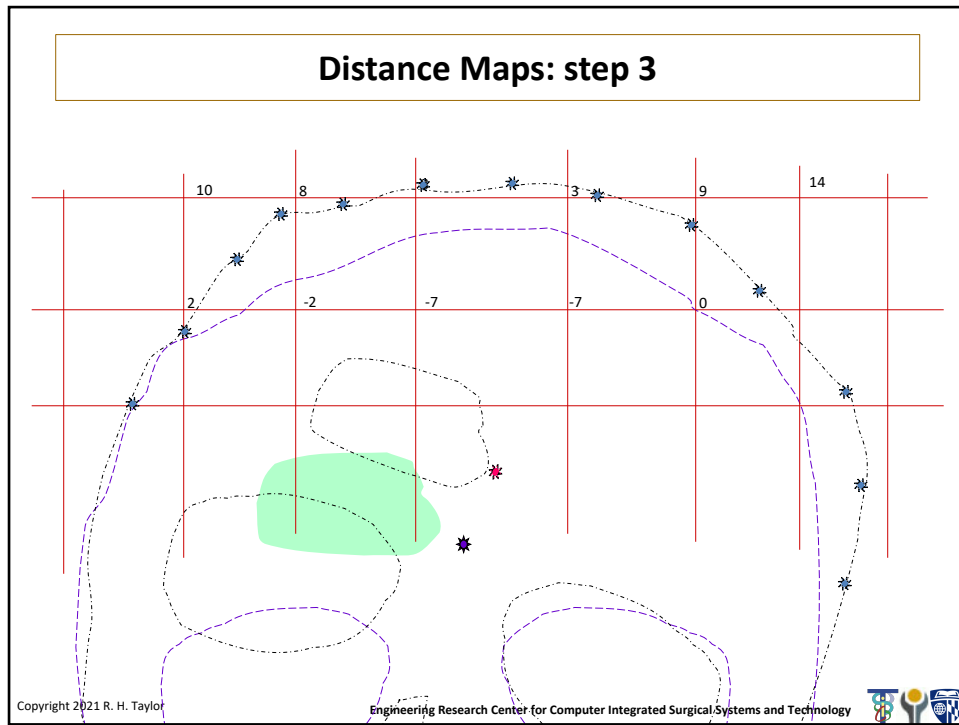 Distance Maps: step 3
10 8 3 9 14
2 -2 -7 -7 0
Copyright 2021 R. H. Taylor
Engineering Research Center for Computer Integrated Surgical Systems and Technology